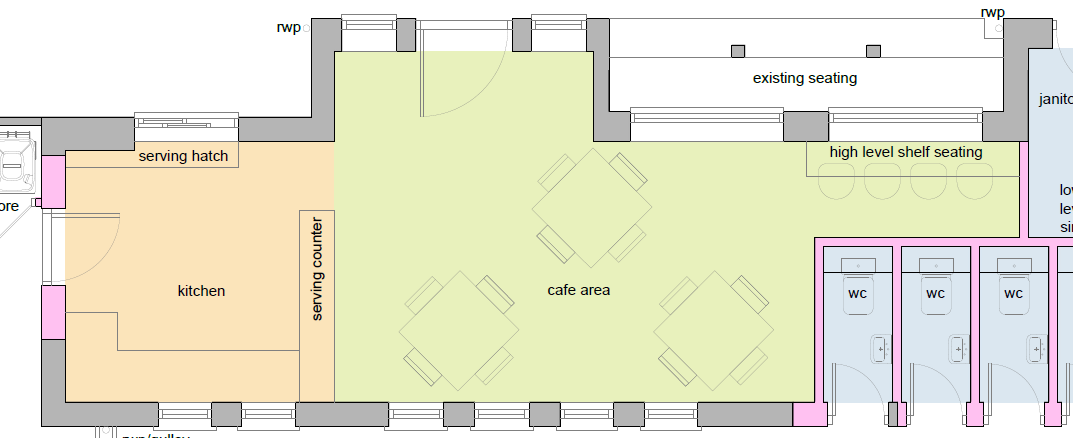 rwp
rwp
existing seating
janito
serving hatch
high level shelf seating
ore
lo
lev
sin
serving counter
kitchen
cafe area
wc
wc
wc